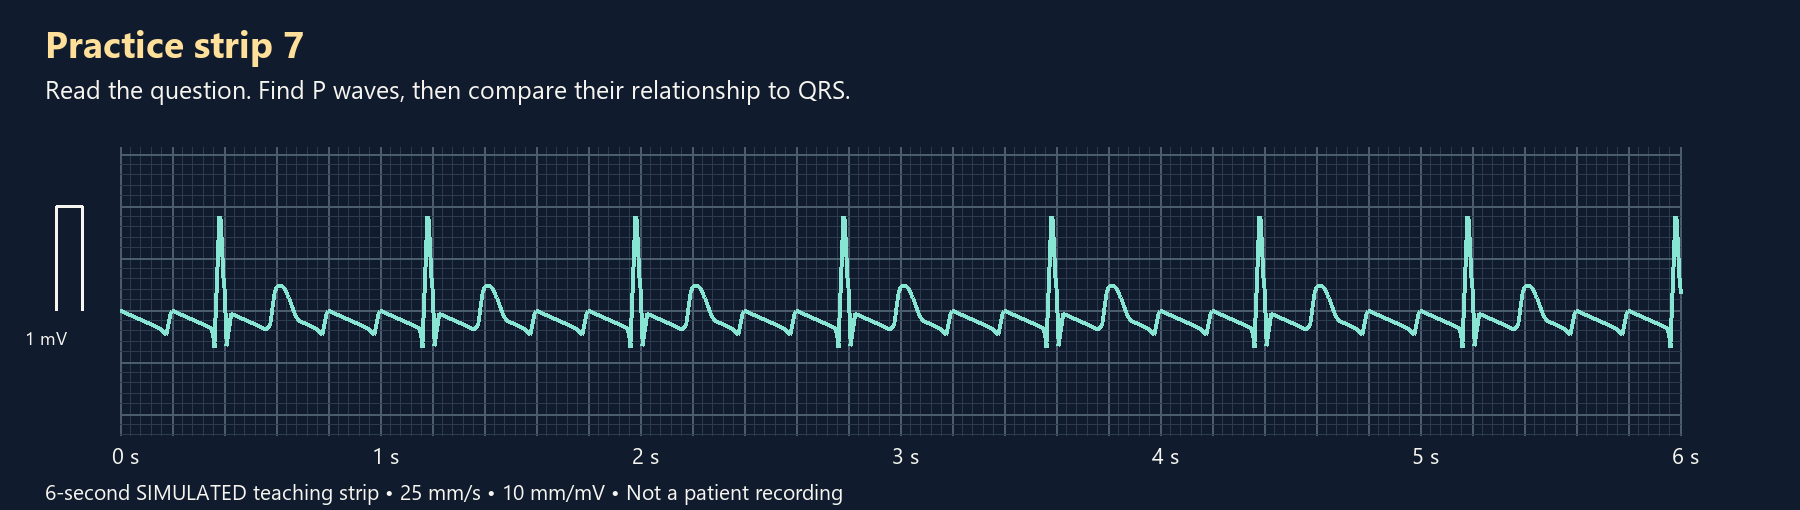 Practice strip 7
Read the question. Find P waves, then compare their relationship to QRS.
1 mV
0 s 1 s 2 s 3 s 4 s 5 s 6 s
6-second SIMULATED teaching strip • 25 mm/s • 10 mm/mV • Not a patient recording